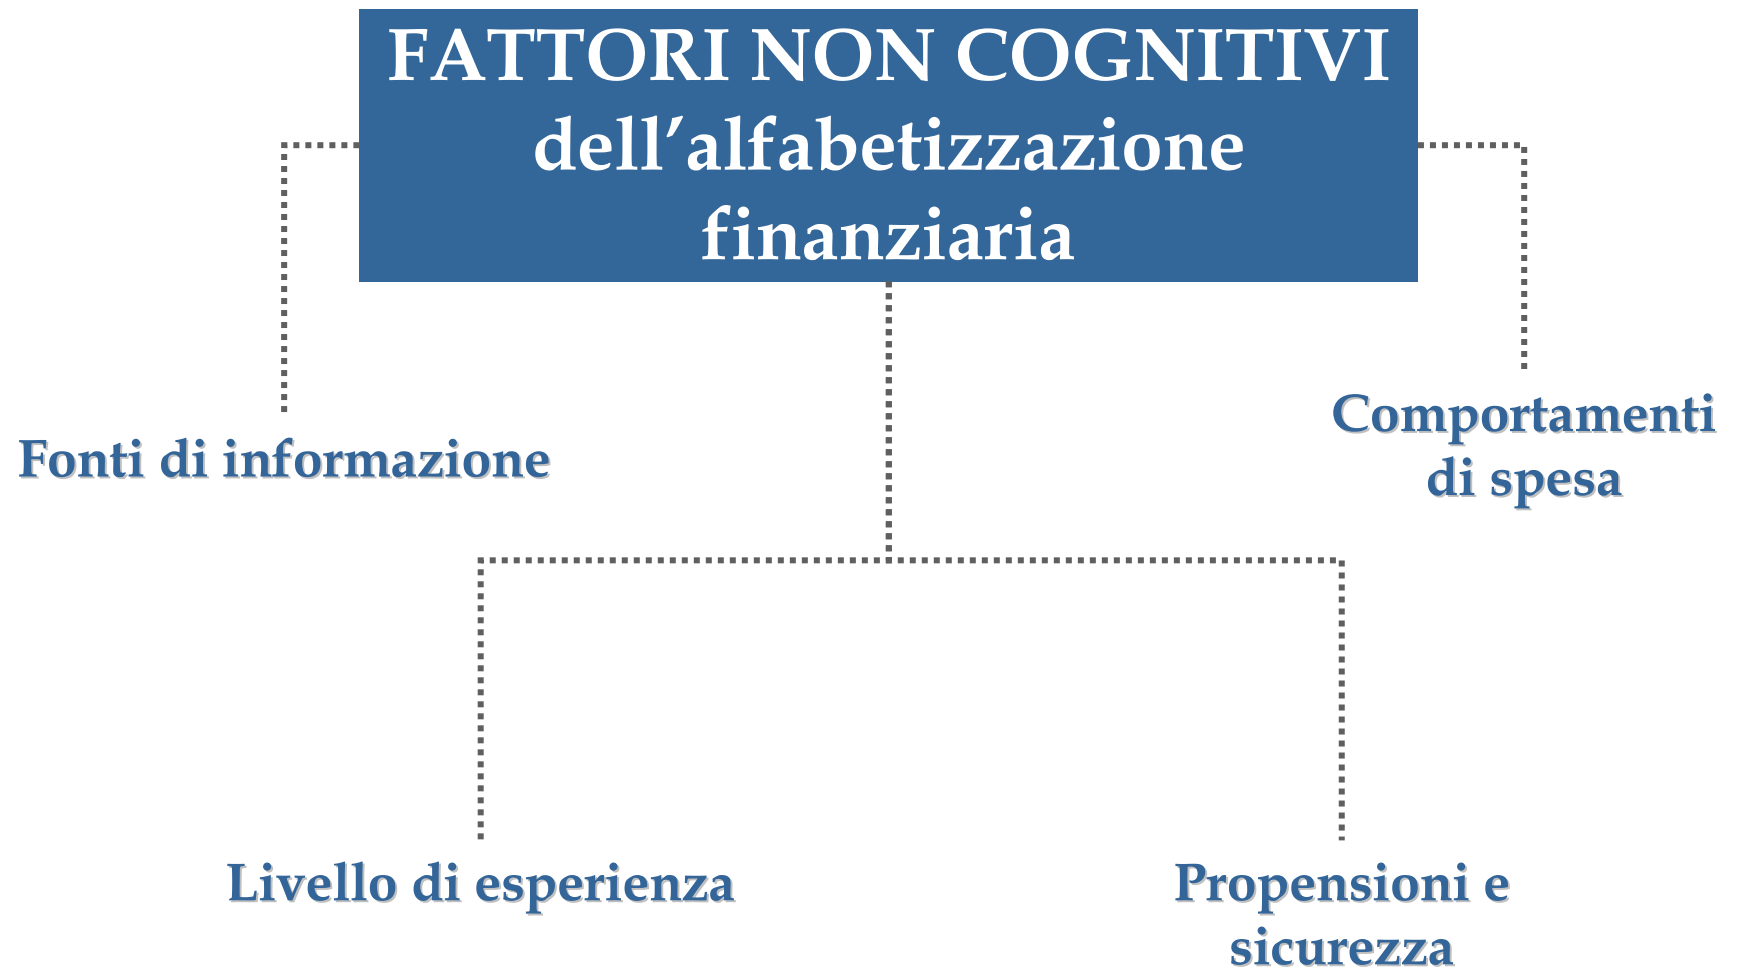 FATTORI NON COGNITIVI
dell’alfabetizzazione
finanziaria
Fonti di informazione
Comportamenti
di spesa
Livello di esperienza
Propensioni e
sicurezza